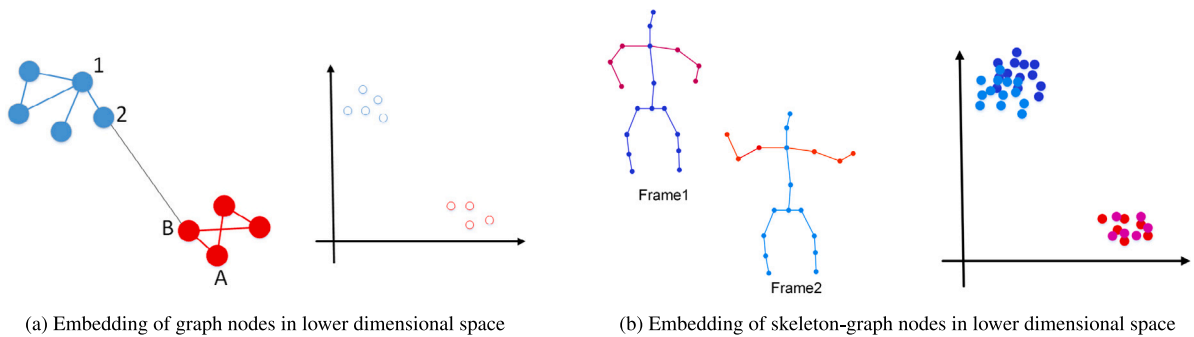 1
2
B
A
Frame1
Frame2
(a) Embedding of graph nodes in lower dimensional space
(b) Embedding of skeleton-graph nodes in lower dimensional space